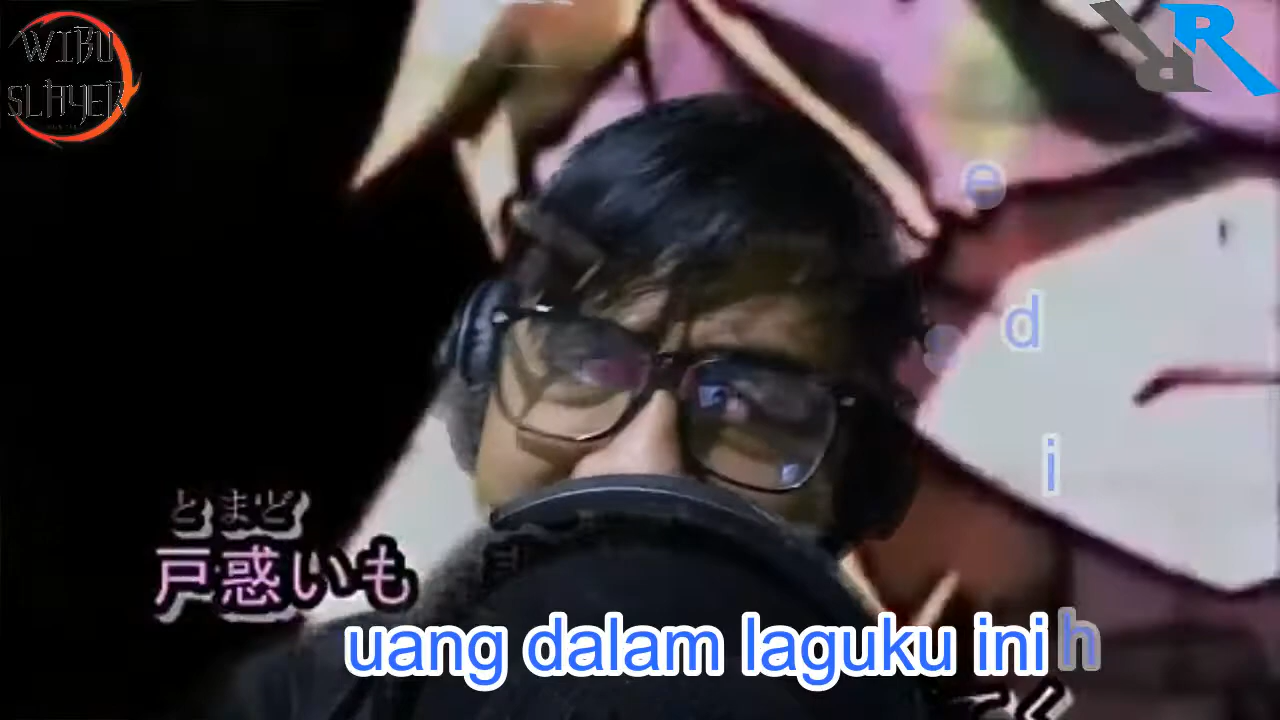 WIBU
SLAYER
R
R
e
d
s
i
とまど
戸惑いも
uang dalam laguku ini h